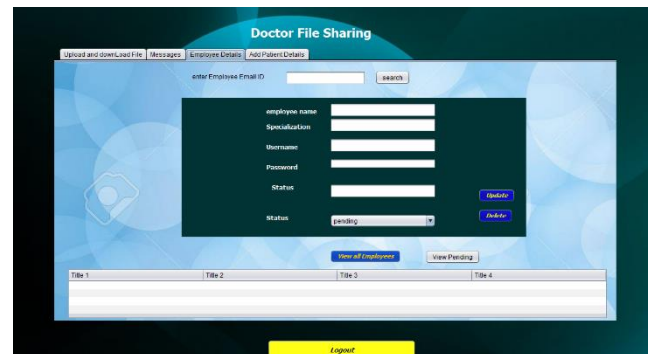 Doctor File Sharing
Upload and downLoad File Messages Employee Details Add Patient Details
enter Employee Email ID search
employee name
Specialization
Username
Password
Status
Update
Status pending Delete
View all Employees View Pending
Title 1 Title 2 Title 3 Title 4
Logout